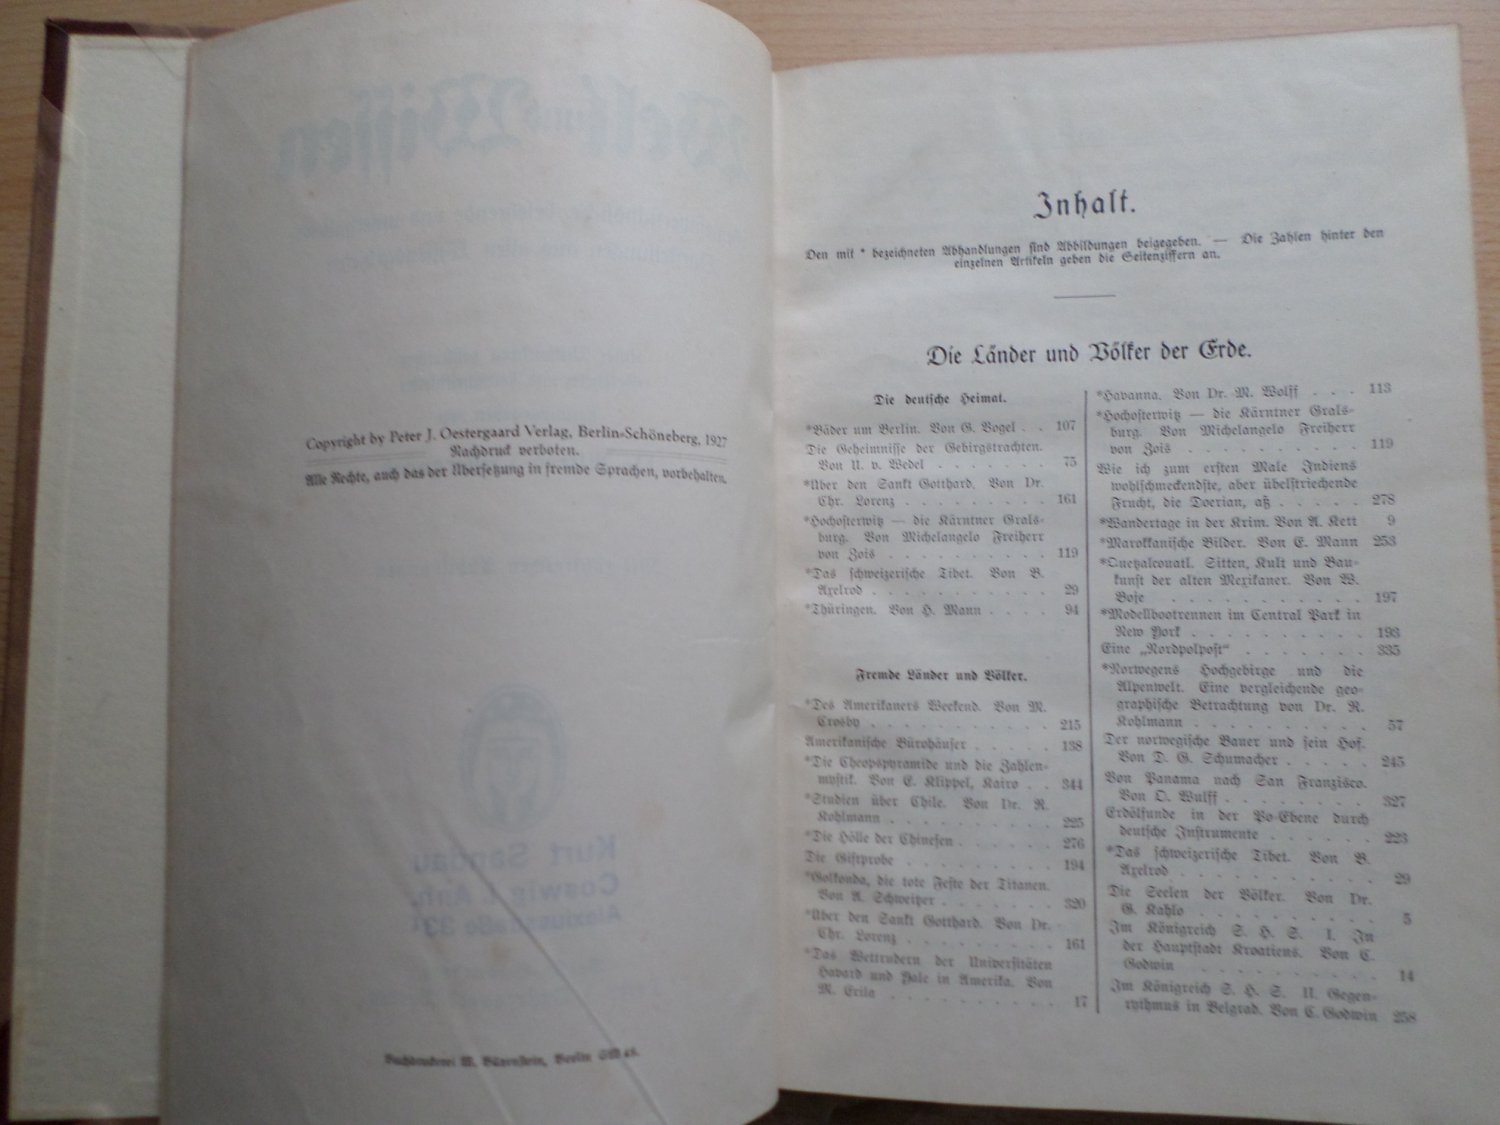 Copyright by Peter J. Oestergaard Verlag, Berlin-Schöneberg, 1927
Nachdruck verboten.
Alle Rechte, auch das der Übersetzung in fremde Sprachen, vorbehalten.
Kurt Sandau
Coswig i. Anh.
Buchdruckerei M. Bärenstein, Berlin SW 48.
Inhalt.
Den mit * bezeichneten Abhandlungen sind Abbildungen beigegeben. — Die Zahlen hinter den
einzelnen Artikeln geben die Seitenziffern an.
Die Länder und Völker der Erde.
Die deutsche Heimat.
*Bäder um Berlin. Von G. Vogel . . 107
Die Geheimnisse der Gebirgstrachten.
Von U. v. Wedel . . . . . . . 75
*Über den Sankt Gotthard. Von Dr.
Chr. Lorenz . . . . . . . . . 161
*Hochosterwitz — die Kärntner Grals-
burg. Von Michelangelo Freiherr
von Zois . . . . . . . . . . 119
*Das schweizerische Tibet. Von B.
Axelrod . . . . . . . . . . . 29
*Thüringen. Von H. Mann . . . . 94
Fremde Länder und Völker.
*Des Amerikaners Weekend. Von M.
Crosby . . . . . . . . . . . 215
Amerikanische Bürohäuser . . . . . 138
*Die Cheopspyramide und die Zahlen-
mystik. Von E. Klippel, Kairo . . 344
*Studien über Chile. Von Dr. R.
Kohlmann . . . . . . . . . . 225
*Die Hölle der Chinesen . . . . . . 276
Die Giftprobe . . . . . . . . . 194
*Golkonda, die tote Feste der Titanen.
Von A. Schweitzer . . . . . . . 320
*Über den Sankt Gotthard. Von Dr.
Chr. Lorenz . . . . . . . . . 161
*Das Wettrudern der Universitäten
Havard und Yale in Amerika. Von
M. Crila . . . . . . . . . . 17
*Havanna. Von Dr. M. Wolff . . . 113
*Hochosterwitz — die Kärntner Grals-
burg. Von Michelangelo Freiherr
von Zois . . . . . . . . . . 119
Wie ich zum ersten Male Indiens
wohlschmeckendste, aber übelstriechende
Frucht, die Doerian, aß . . . . . 278
*Wandertage in der Krim. Von A. Kett 9
*Marokkanische Bilder. Von E. Mann 253
*Quetzalcouatl. Sitten, Kult und Bau-
kunst der alten Mexikaner. Von W.
Bose . . . . . . . . . . . 197
*Modellbootrennen im Central Park in
New York . . . . . . . . . . 193
Eine „Nordpolpost“ . . . . . . . 335
*Norwegens Hochgebirge und die
Alpenwelt. Eine vergleichende geo-
graphische Betrachtung von Dr. R.
Kohlmann . . . . . . . . . . 57
Der norwegische Bauer und sein Hof.
Von D. G. Schumacher . . . . . 245
Von Panama nach San Franzisco.
Von O. Wulff . . . . . . . . 327
Erdölfunde in der Po-Ebene durch
deutsche Instrumente . . . . . . 223
*Das schweizerische Tibet. Von B.
Axelrod . . . . . . . . . . . 29
Die Seelen der Völker. Von Dr.
G. Kahlo . . . . . . . . . . 5
Im Königreich S. H. S. I. In
der Hauptstadt Kroatiens. Von C.
Godwin . . . . . . . . . . . 14
Im Königreich S. H. S. II. Gegen-
rythmus in Belgrad. Von C. Godwin 258